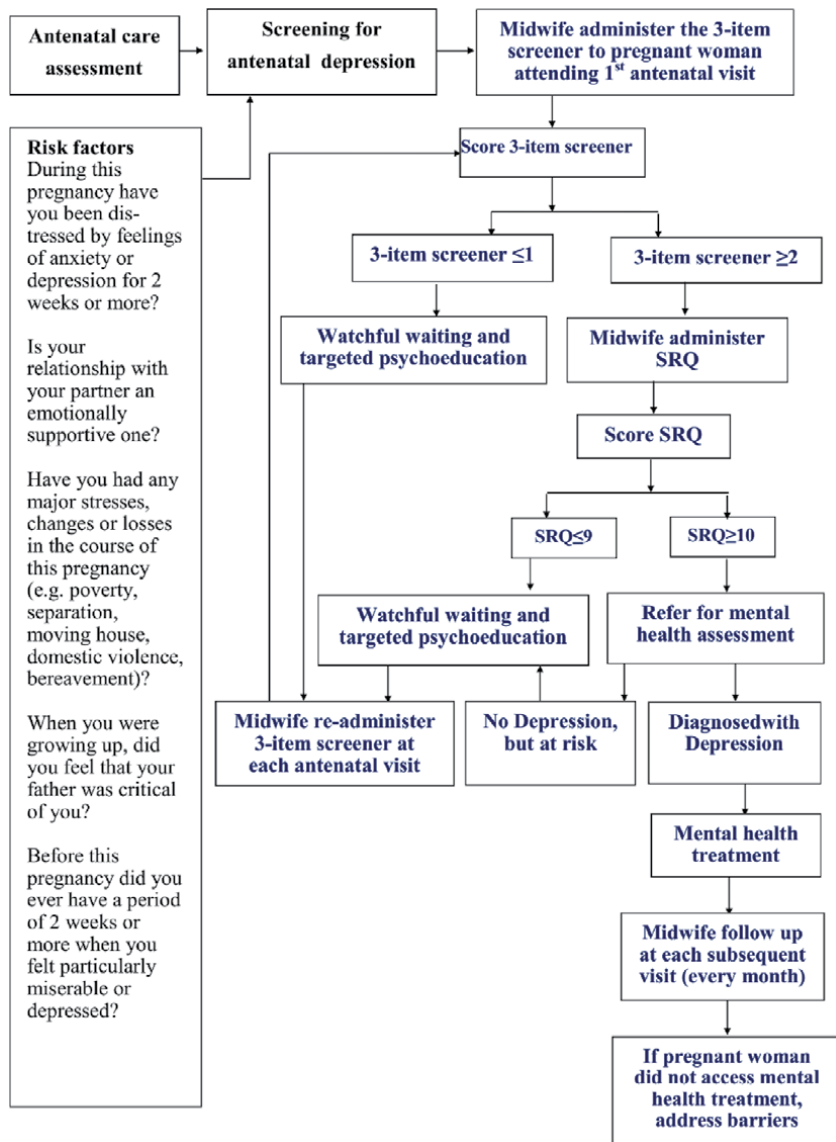 Antenatal care
assessment
Screening for
antenatal depression
Midwife administer the 3-item
screener to pregnant woman
attending 1st antenatal visit
Risk factors
During this
pregnancy have
you been dis-
tressed by feelings
of anxiety or
depression for 2
weeks or more?
Is your
relationship with
your partner an
emotionally
supportive one?
Have you had any
major stresses,
changes or losses
in the course of
this pregnancy
(e.g. poverty,
separation,
moving house,
domestic violence,
bereavement)?
When you were
growing up, did
you feel that your
father was critical
of you?
Before this
pregnancy did you
ever have a period
of 2 weeks or
more when you
felt particularly
miserable or
depressed?
Score 3-item screener
3-item screener ≤1
3-item screener ≥2
Watchful waiting and
targeted psychoeducation
Midwife administer
SRQ
Score SRQ
SRQ≤9
SRQ≥10
Watchful waiting and
targeted psychoeducation
Refer for mental
health assessment
Midwife re-administer
3-item screener at
each antenatal visit
No Depression,
but at risk
Diagnosedwith
Depression
Mental health
treatment
Midwife follow up
at each subsequent
visit (every month)
If pregnant woman
did not access mental
health treatment,
address barriers